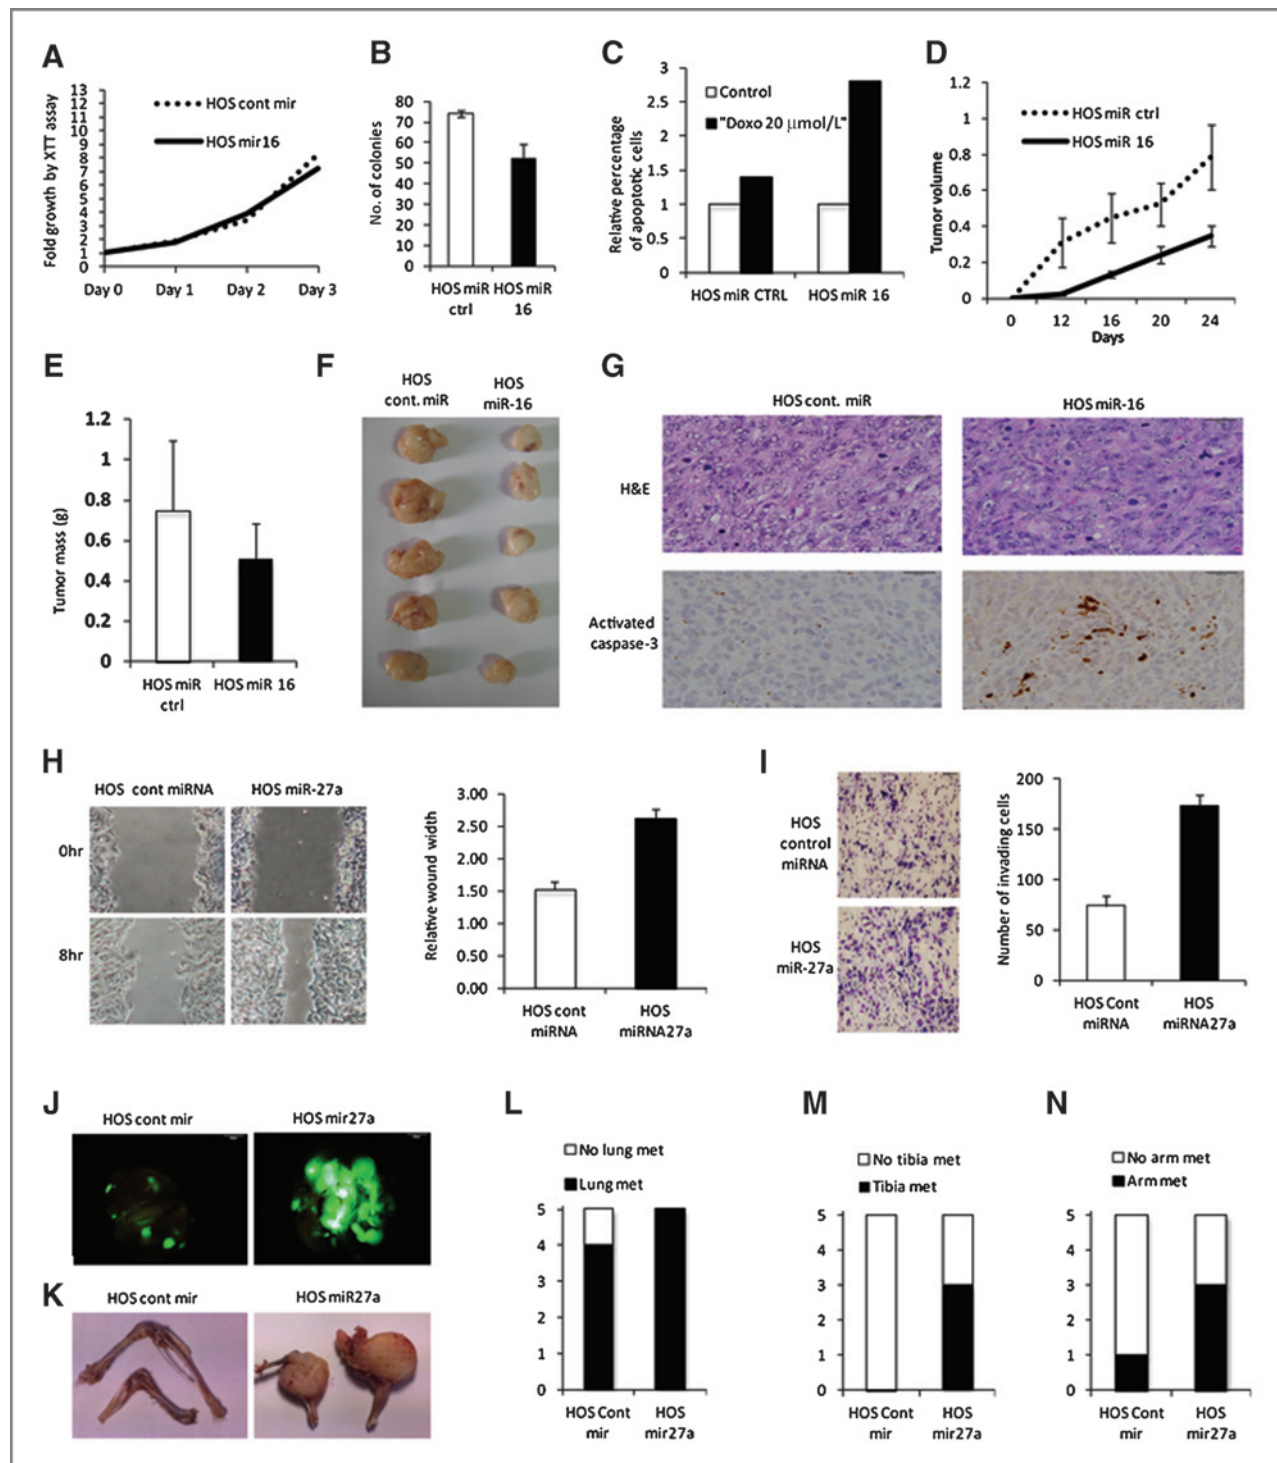 A
Fold growth by XTT assay
13
12
11
10
9
8
7
6
5
4
3
2
1
0
HOS cont mir
HOS mir16
Day 0 Day 1 Day 2 Day 3
B
No. of colonies
80
70
60
50
40
30
20
10
0
HOS miR HOS miR
ctrl 16
C
Relative percentage
of apoptotic cells
3
2.5
2
1.5
1
0.5
0
Control
"Doxo 20 μmol/L"
HOS miR CTRL HOS miR 16
D
Tumor volume
1.2
1
0.8
0.6
0.4
0.2
0
HOS miR ctrl
HOS miR 16
0 12 16 20 24
Days
E
Tumor mass (g)
1.2
1
0.8
0.6
0.4
0.2
0
HOS miR HOS miR 16
ctrl
F
HOS HOS
cont. miR miR-16
G
HOS cont. miR HOS miR-16
H&E
Activated
caspase-3
H
HOS cont miRNA HOS miR-27a
0hr
8hr
Relative wound width
3.00
2.50
2.00
1.50
1.00
0.50
0.00
HOS cont HOS
miRNA miRNA27a
I
HOS
control
miRNA
HOS
miR-27a
Number of invading cells
200
150
100
50
0
HOS Cont HOS
miRNA miRNA27a
J
HOS cont mir HOS mir27a
K
HOS cont mir HOS miR27a
L
No lung met
Lung met
5
4
3
2
1
0
HOS Cont HOS
mir mir27a
M
No tibia met
Tibia met
5
4
3
2
1
0
HOS Cont HOS
mir mir27a
N
No arm met
Arm met
5
4
3
2
1
0
HOS Cont HOS
mir mir27a